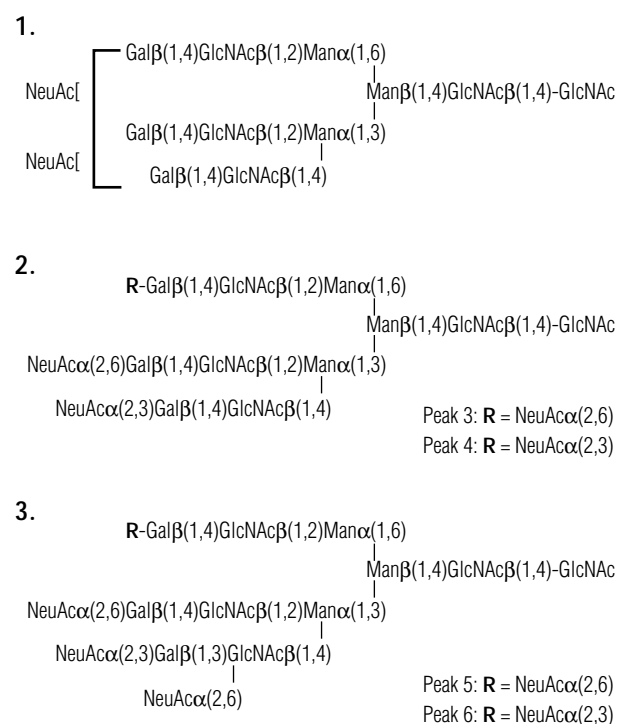 1.
Galβ(1,4)GlcNAcβ(1,2)Manα(1,6)
NeuAc[
Manβ(1,4)GlcNAcβ(1,4)-GlcNAc
Galβ(1,4)GlcNAcβ(1,2)Manα(1,3)
NeuAc[
Galβ(1,4)GlcNAcβ(1,4)
2.
R-Galβ(1,4)GlcNAcβ(1,2)Manα(1,6)
Manβ(1,4)GlcNAcβ(1,4)-GlcNAc
NeuAcα(2,6)Galβ(1,4)GlcNAcβ(1,2)Manα(1,3)
NeuAcα(2,3)Galβ(1,4)GlcNAcβ(1,4)
Peak 3: R = NeuAcα(2,6)
Peak 4: R = NeuAcα(2,3)
3.
R-Galβ(1,4)GlcNAcβ(1,2)Manα(1,6)
Manβ(1,4)GlcNAcβ(1,4)-GlcNAc
NeuAcα(2,6)Galβ(1,4)GlcNAcβ(1,2)Manα(1,3)
NeuAcα(2,3)Galβ(1,3)GlcNAcβ(1,4)
NeuAcα(2,6)
Peak 5: R = NeuAcα(2,6)
Peak 6: R = NeuAcα(2,3)